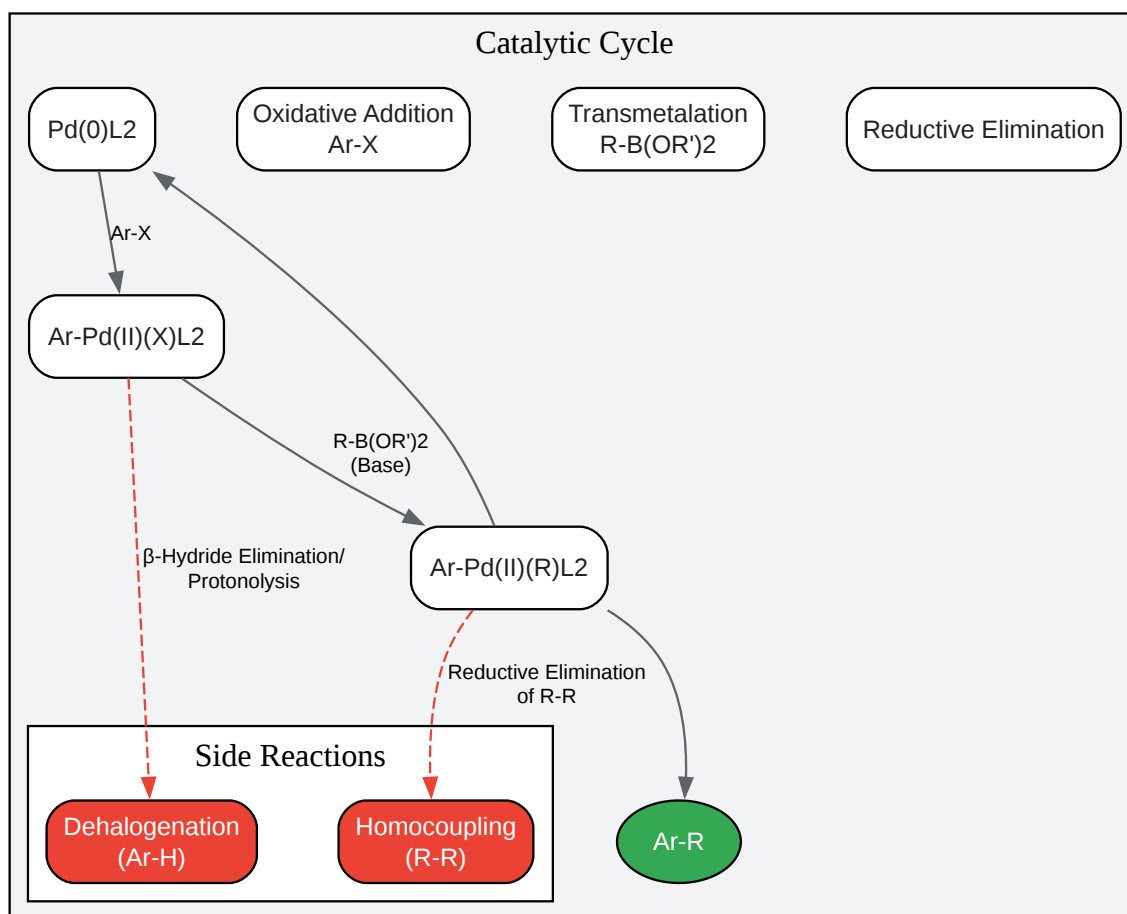 Catalytic Cycle
Pd(0)L2
Oxidative Addition
Ar-X
Transmetalation
R-B(OR')2
Reductive Elimination
Ar-X
Ar-Pd(II)(X)L2
R-B(OR')2
(Base)
β-Hydride Elimination/
Protonolysis
Ar-Pd(II)(R)L2
Reductive Elimination
of R-R
Side Reactions
Dehalogenation
(Ar-H)
Homocoupling
(R-R)
Ar-R